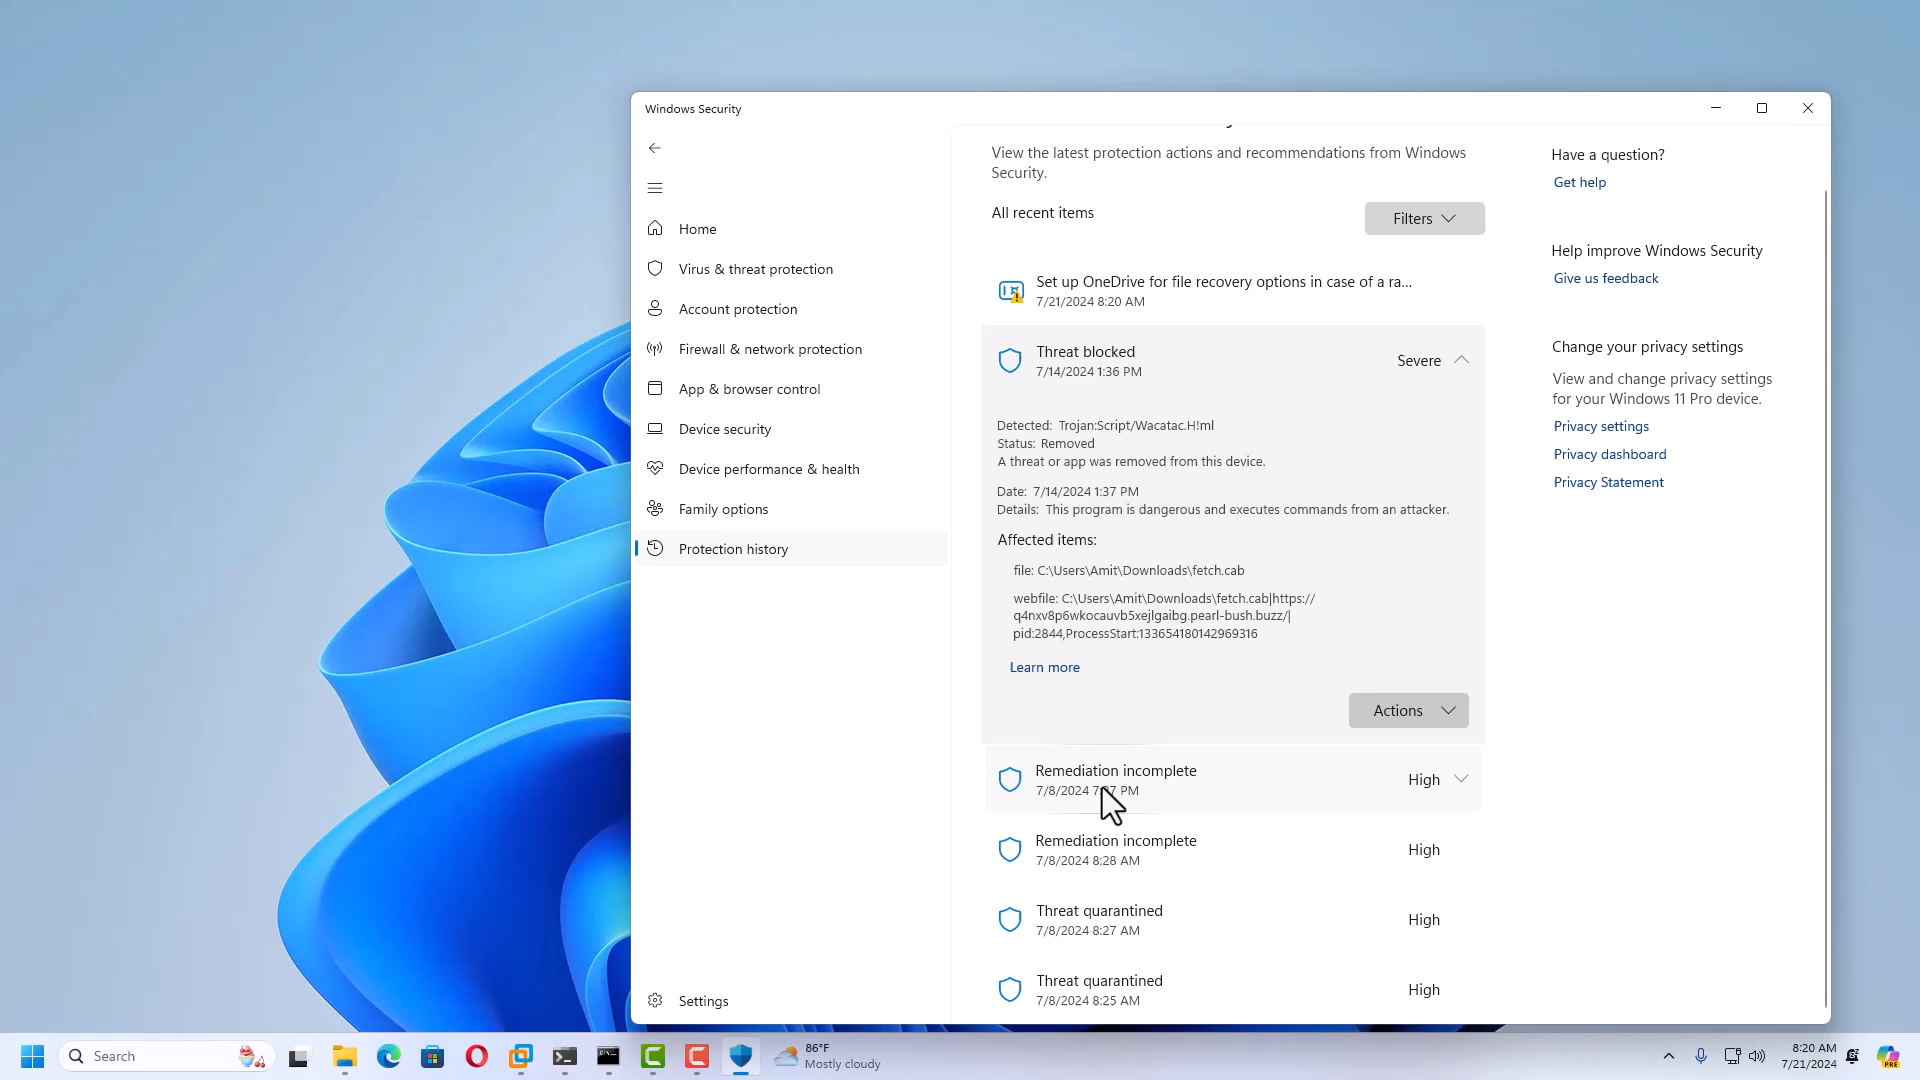 Windows Security
View the latest protection actions and recommendations from Windows
Security.
All recent items
Filters
Set up OneDrive for file recovery options in case of a ra...
7/21/2024 8:20 AM
Threat blocked
7/14/2024 1:36 PM
Severe
Detected: Trojan:Script/Wacatac.H!ml
Status: Removed
A threat or app was removed from this device.
Date: 7/14/2024 1:37 PM
Details: This program is dangerous and executes commands from an attacker.
Affected items:
file: C:\Users\Amit\Downloads\fetch.cab
webfile: C:\Users\Amit\Downloads\fetch.cab|https://
q4nxv8p6wkocauvb5xejlgaibg.pearl-bush.buzz/|
pid:2844,ProcessStart:133654180142969316
Learn more
Actions
Remediation incomplete
7/8/2024 PM
High
Remediation incomplete
7/8/2024 8:28 AM
High
Threat quarantined
7/8/2024 8:27 AM
High
Threat quarantined
7/8/2024 8:25 AM
High
Home
Virus & threat protection
Account protection
Firewall & network protection
App & browser control
Device security
Device performance & health
Family options
Protection history
Settings
Have a question?
Get help
Help improve Windows Security
Give us feedback
Change your privacy settings
View and change privacy settings
for your Windows 11 Pro device.
Privacy settings
Privacy dashboard
Privacy Statement
Search
86°F
Mostly cloudy
8:20 AM
7/21/2024
PRE